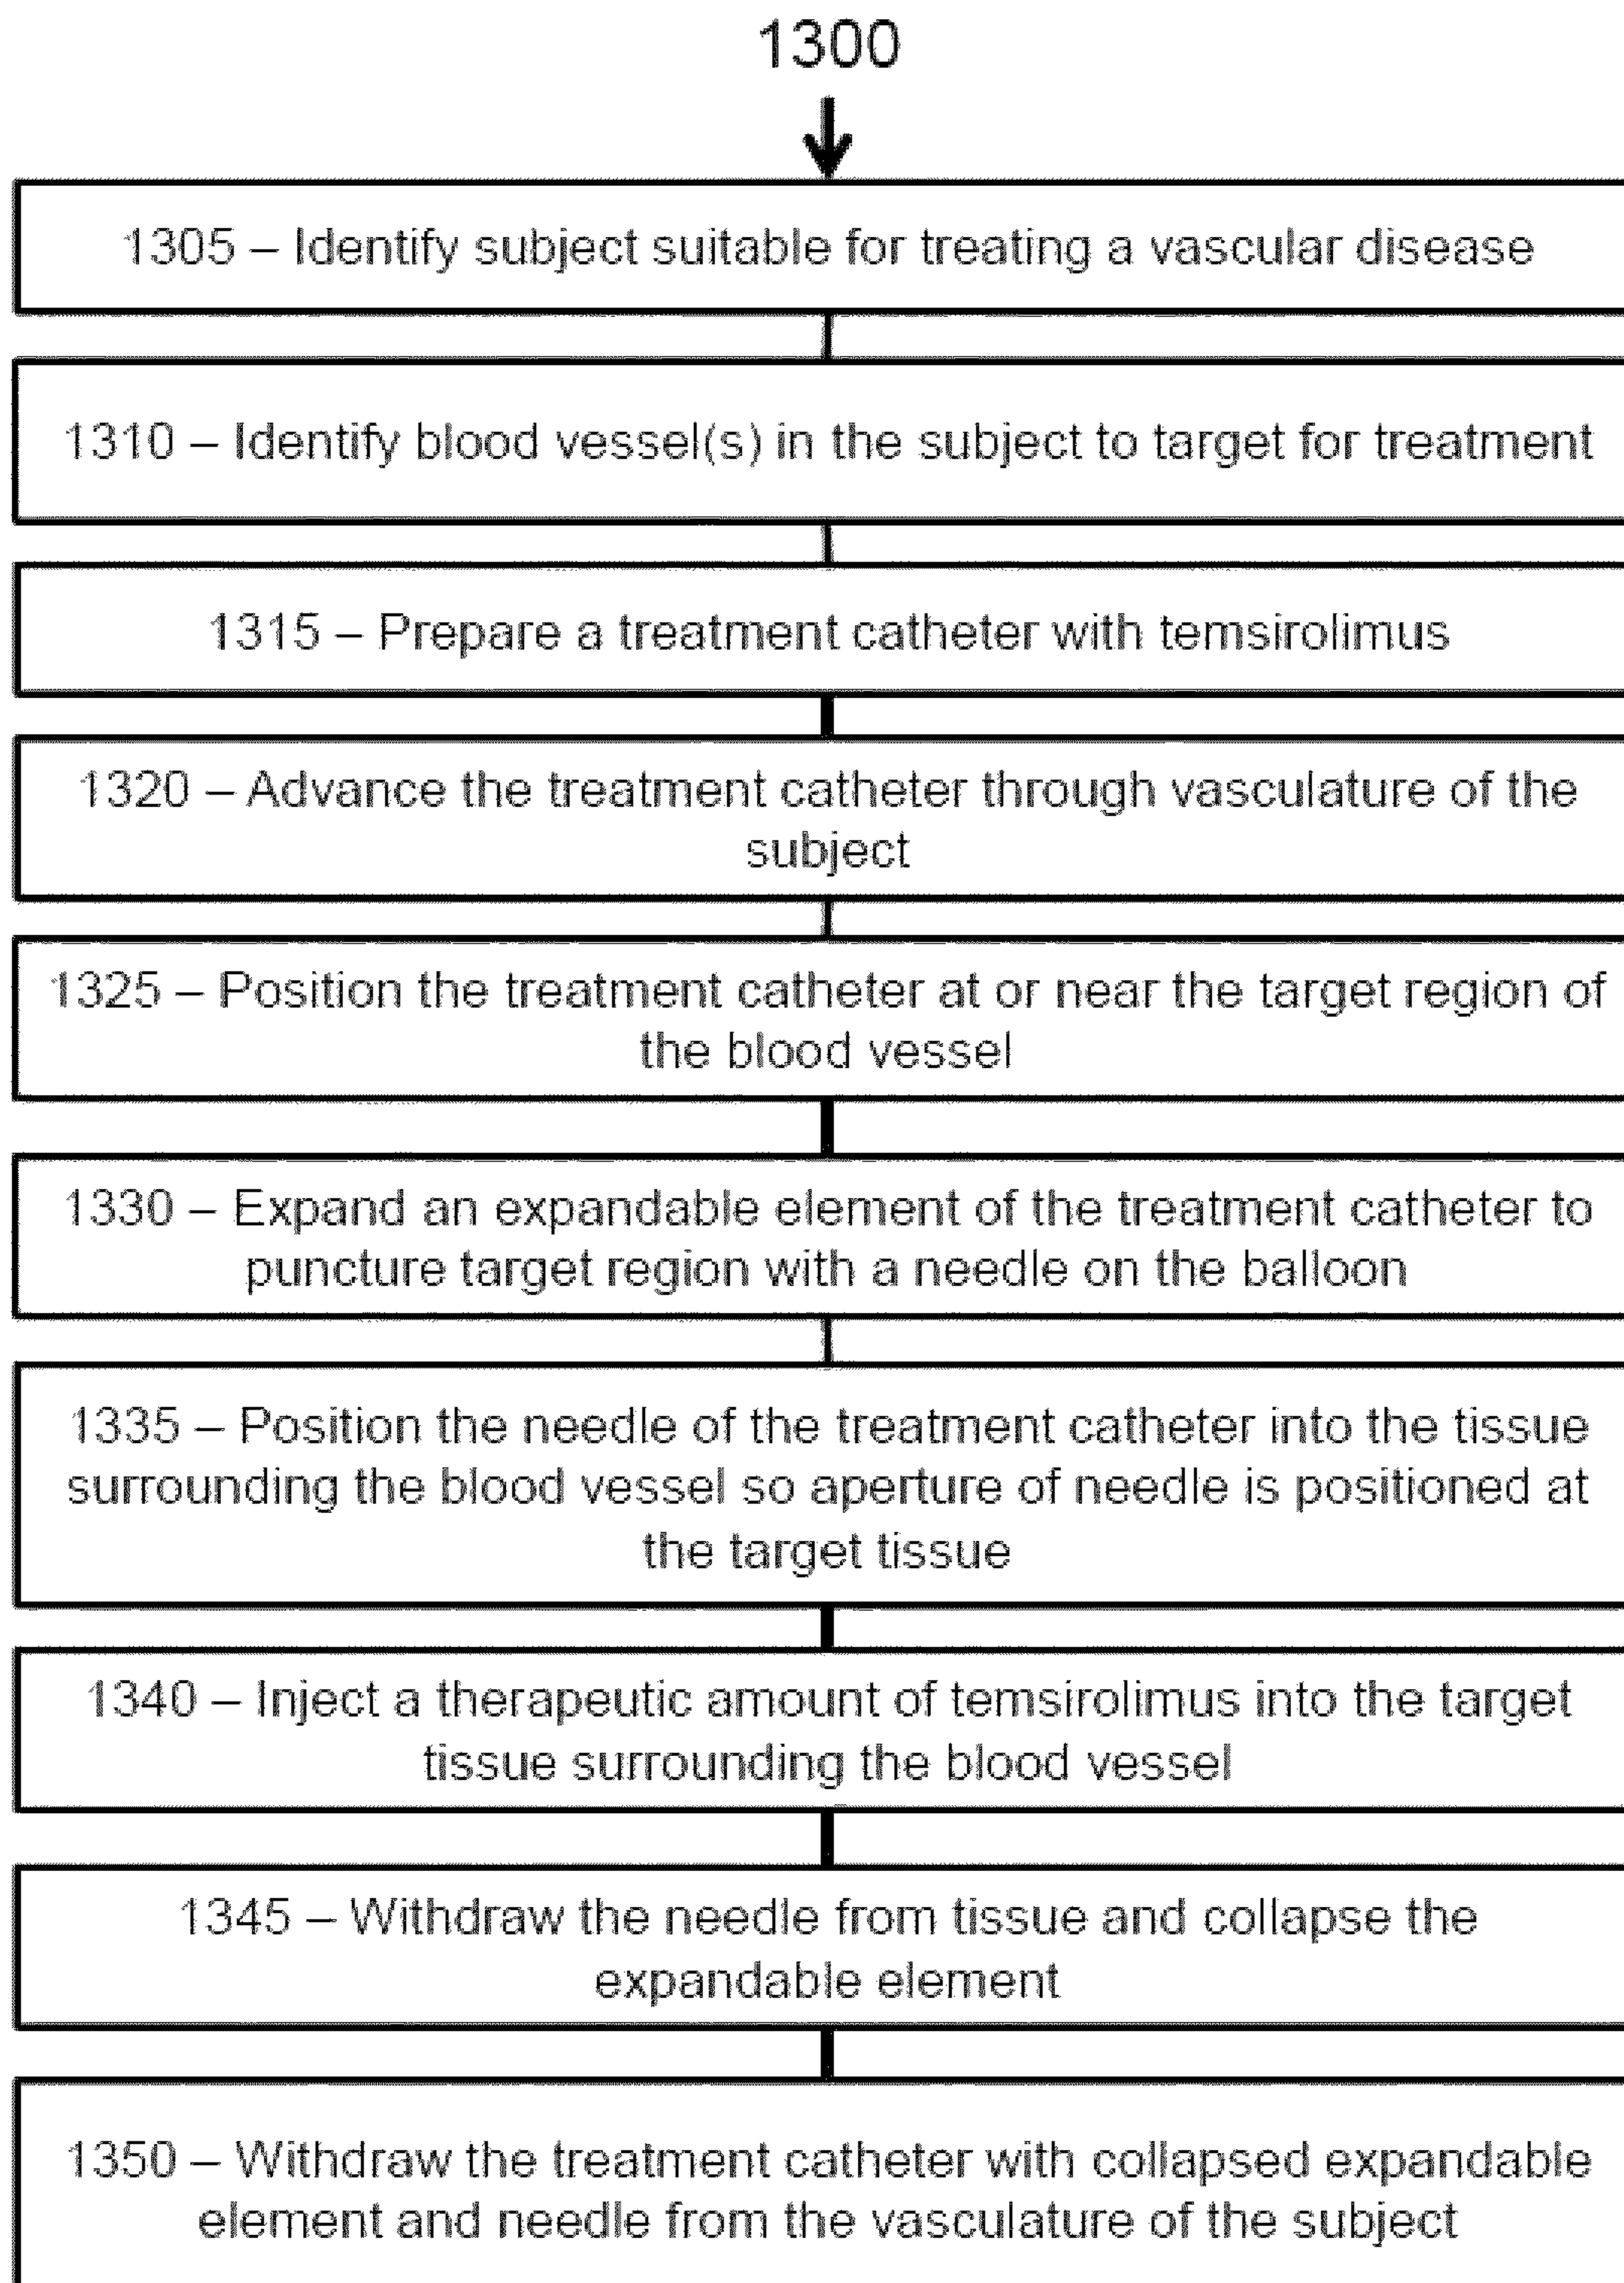 1300
1305 – Identify subject suitable for treating a vascular disease
1310 – Identify blood vessel(s) in the subject to target for treatment
1315 – Prepare a treatment catheter with temsirolimus
1320 – Advance the treatment catheter through vasculature of the
subject
1325 – Position the treatment catheter at or near the target region of
the blood vessel
1330 – Expand an expandable element of the treatment catheter to
puncture target region with a needle on the balloon
1335 – Position the needle of the treatment catheter into the tissue
surrounding the blood vessel so aperture of needle is positioned at
the target tissue
1340 – Inject a therapeutic amount of temsirolimus into the target
tissue surrounding the blood vessel
1345 – Withdraw the needle from tissue and collapse the
expandable element
1350 – Withdraw the treatment catheter with collapsed expandable
element and needle from the vasculature of the subject